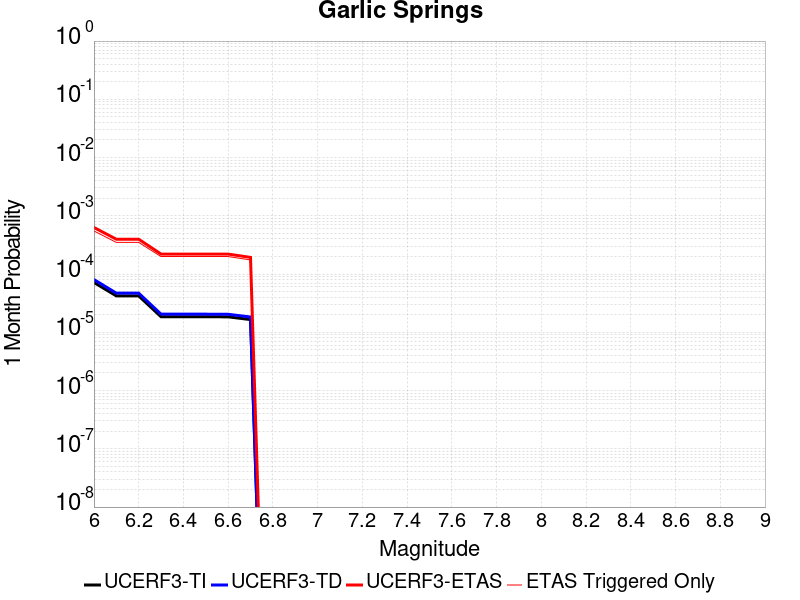 Garlic Springs
10^0
10^-1
10^-2
10^-3
10^-4
10^-5
10^-6
10^-7
10^-8
1 Month Probability
6 6.2 6.4 6.6 6.8 7 7.2 7.4 7.6 7.8 8 8.2 8.4 8.6 8.8 9
Magnitude
UCERF3-TI UCERF3-TD UCERF3-ETAS ETAS Triggered Only